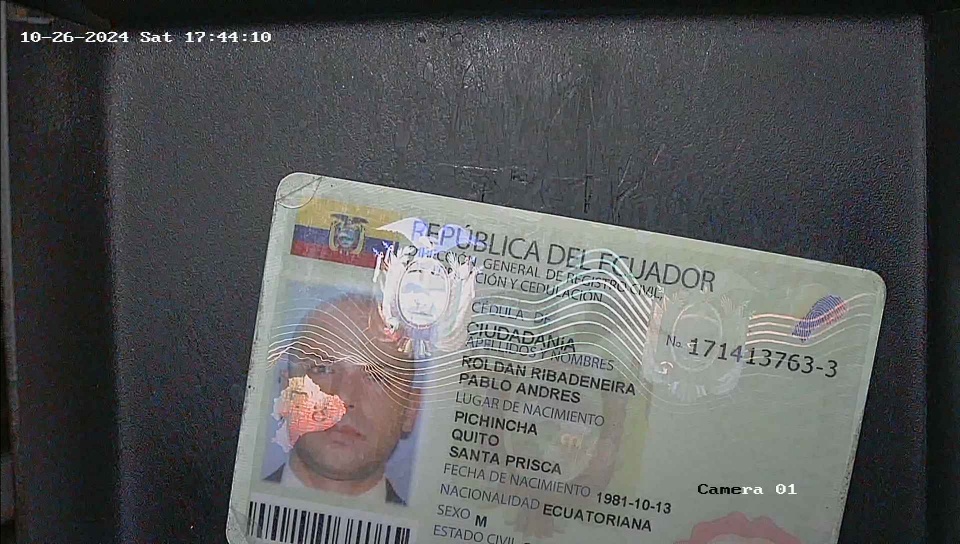 10-26-2024 Sat 17:44:10
REPÚBLICA DEL ECUADOR
DIRECCIÓN GENERAL DE REGISTRO CIVIL,
CIÓN Y CEDULACIÓN
CÉDULA DE
CIUDADANÍA
APELLIDOS Y NOMBRES
ROLDAN RIBADENEIRA
PABLO ANDRES
No. 171413763-3
LUGAR DE NACIMIENTO
PICHINCHA
QUITO
SANTA PRISCA
FECHA DE NACIMIENTO 1981-10-13
NACIONALIDAD ECUATORIANA
SEXO M
ESTADO CIVIL
Camera 01